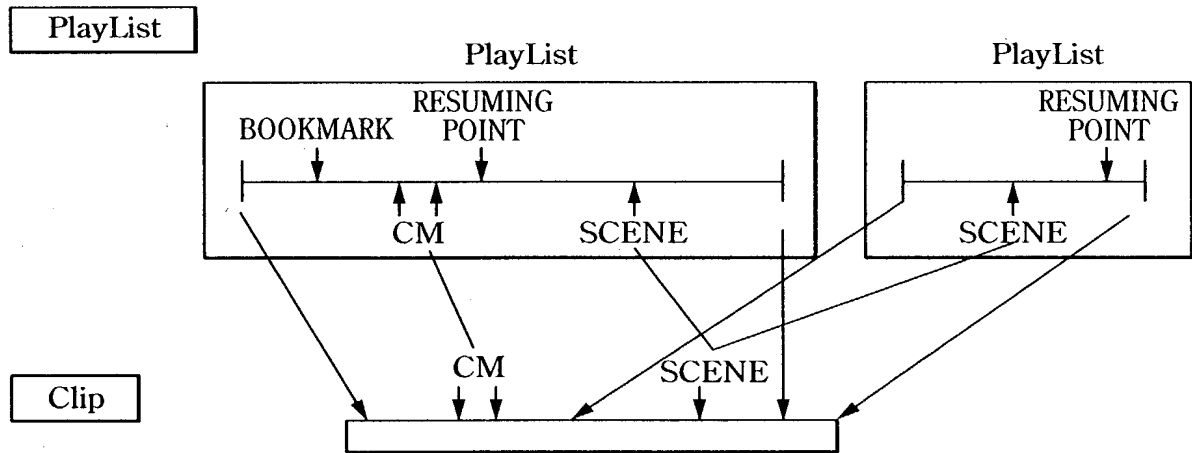 PlayList
PlayList
PlayList
RESUMING
POINT
BOOKMARK
RESUMING
POINT
CM
SCENE
SCENE
CM
SCENE
Clip